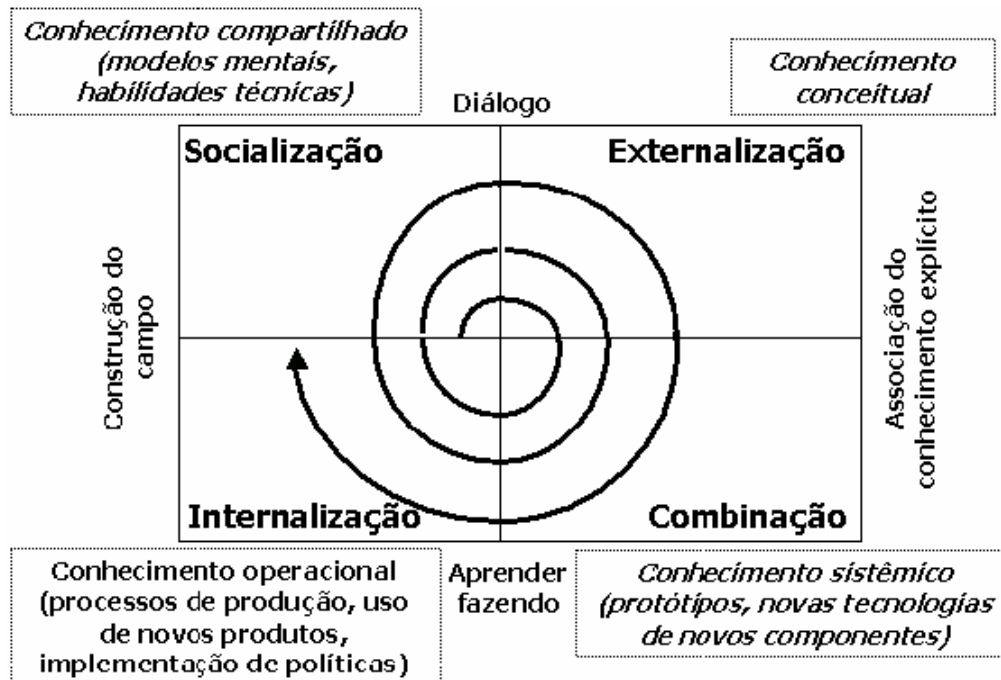 Conhecimento compartilhado
(modelos mentais,
habilidades técnicas)
Diálogo
Conhecimento
conceitual
Socialização
Externalização
Construção do
campo
Associação do
conhecimento explícito
Internalização
Combinação
Conhecimento operacional
(processos de produção, uso
de novos produtos,
implementação de políticas)
Aprender
fazendo
Conhecimento sistêmico
(protótipos, novas tecnologias
de novos componentes)